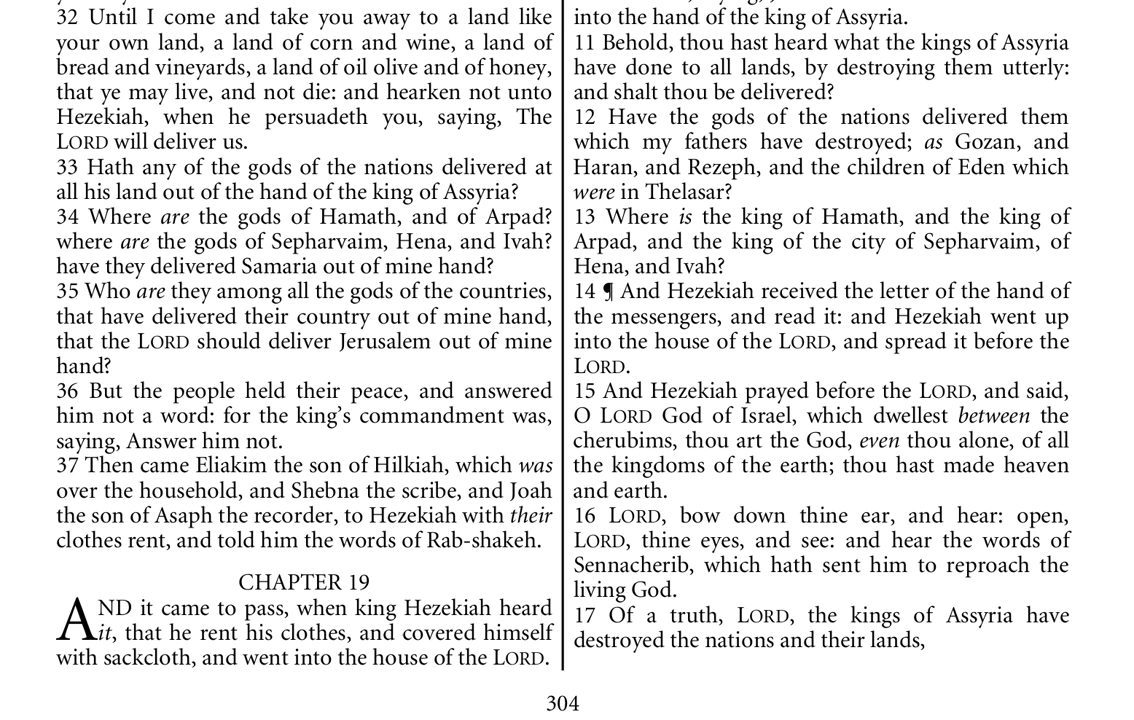 32 Until I come and take you away to a land like
your own land, a land of corn and wine, a land of
bread and vineyards, a land of oil olive and of honey,
that ye may live, and not die: and hearken not unto
Hezekiah, when he persuadeth you, saying, The
LORD will deliver us.
33 Hath any of the gods of the nations delivered at
all his land out of the hand of the king of Assyria?
34 Where are the gods of Hamath, and of Arpad?
where are the gods of Sepharvaim, Hena, and Ivah?
have they delivered Samaria out of mine hand?
35 Who are they among all the gods of the countries,
that have delivered their country out of mine hand,
that the LORD should deliver Jerusalem out of mine
hand?
36 But the people held their peace, and answered
him not a word: for the king's commandment was,
saying, Answer him not.
37 Then came Eliakim the son of Hilkiah, which was
over the household, and Shebna the scribe, and Joah
the son of Asaph the recorder, to Hezekiah with their
clothes rent, and told him the words of Rab-shakeh.
CHAPTER 19
AND it came to pass, when king Hezekiah heard
it, that he rent his clothes, and covered himself
with sackcloth, and went into the house of the LORD.
into the hand of the king of Assyria.
11 Behold, thou hast heard what the kings of Assyria
have done to all lands, by destroying them utterly:
and shalt thou be delivered?
12 Have the gods of the nations delivered them
which my fathers have destroyed; as Gozan, and
Haran, and Rezeph, and the children of Eden which
were in Thelasar?
13 Where is the king of Hamath, and the king of
Arpad, and the king of the city of Sepharvaim, of
Hena, and Ivah?
14 ¶ And Hezekiah received the letter of the hand of
the messengers, and read it: and Hezekiah went up
into the house of the LORD, and spread it before the
LORD.
15 And Hezekiah prayed before the LORD, and said,
O LORD God of Israel, which dwellest between the
cherubims, thou art the God, even thou alone, of all
the kingdoms of the earth; thou hast made heaven
and earth.
16 LORD, bow down thine ear, and hear: open,
LORD, thine eyes, and see: and hear the words of
Sennacherib, which hath sent him to reproach the
living God.
17 Of a truth, LORD, the kings of Assyria have
destroyed the nations and their lands,
304